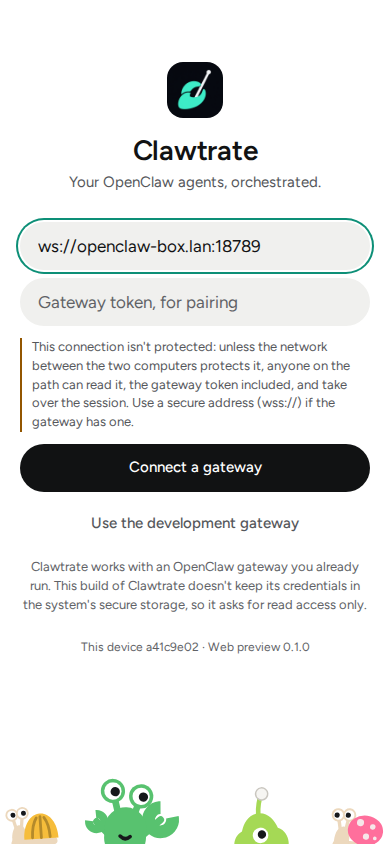 Clawtrate
Your OpenClaw agents, orchestrated.
ws://openclaw-box.lan:18789
Gateway token, for pairing
This connection isn't protected: unless the network
between the two computers protects it, anyone on the
path can read it, the gateway token included, and take
over the session. Use a secure address (wss://) if the
gateway has one.
Connect a gateway
Use the development gateway
Clawtrate works with an OpenClaw gateway you already
run. This build of Clawtrate doesn't keep its credentials in
the system's secure storage, so it asks for read access only.
This device a41c9e02 · Web preview 0.1.0